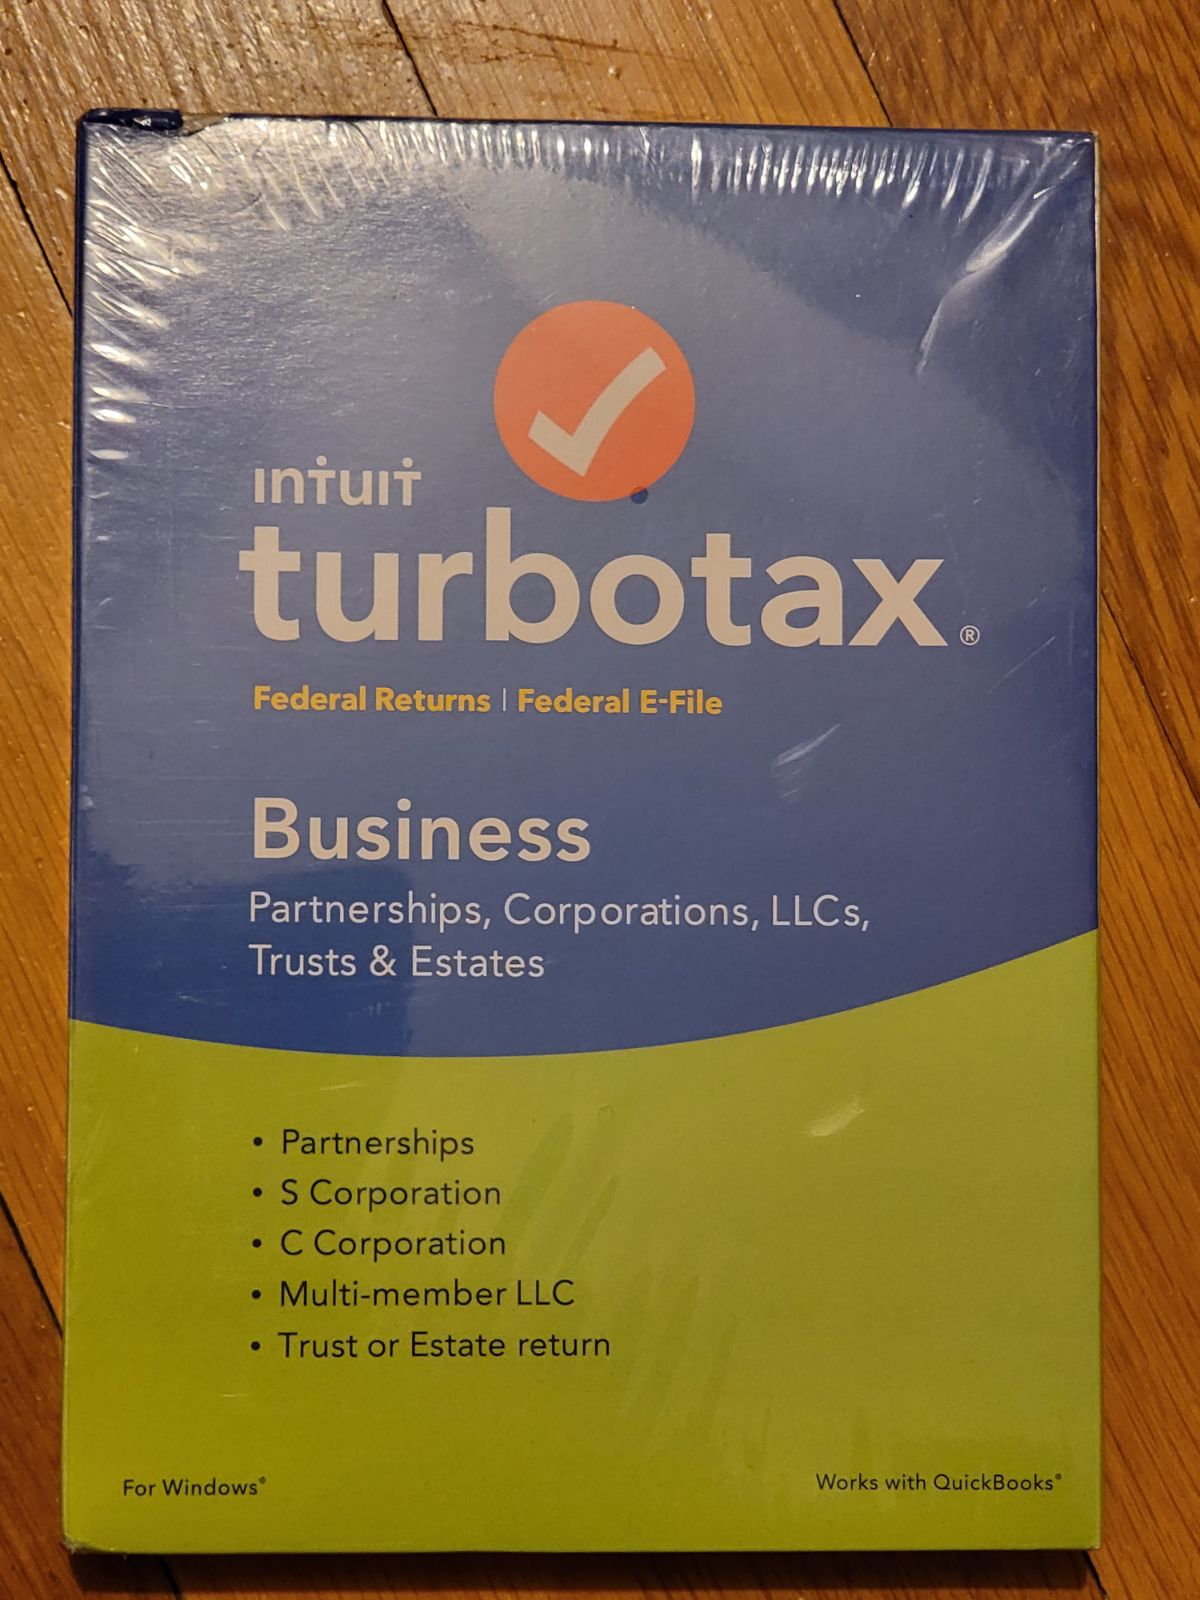 intuit
turbotax®
Federal Returns | Federal E-File
Business
Partnerships, Corporations, LLCs,
Trusts & Estates
• Partnerships
• S Corporation
• C Corporation
• Multi-member LLC
• Trust or Estate return
For Windows® Works with QuickBooks®